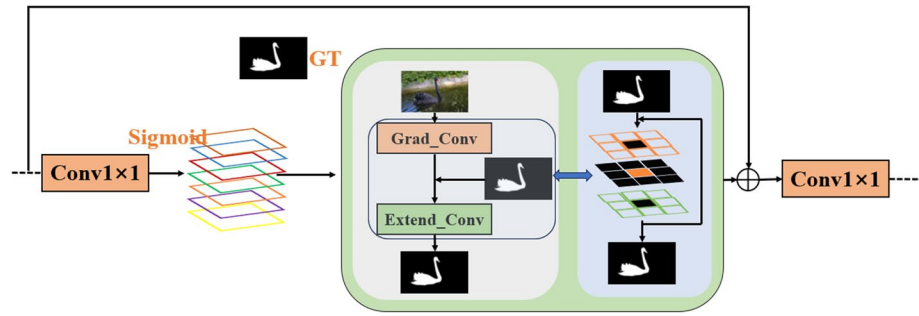 GT
Sigmoid
Conv1×1
Grad_Conv
Extend_Conv
Conv1×1